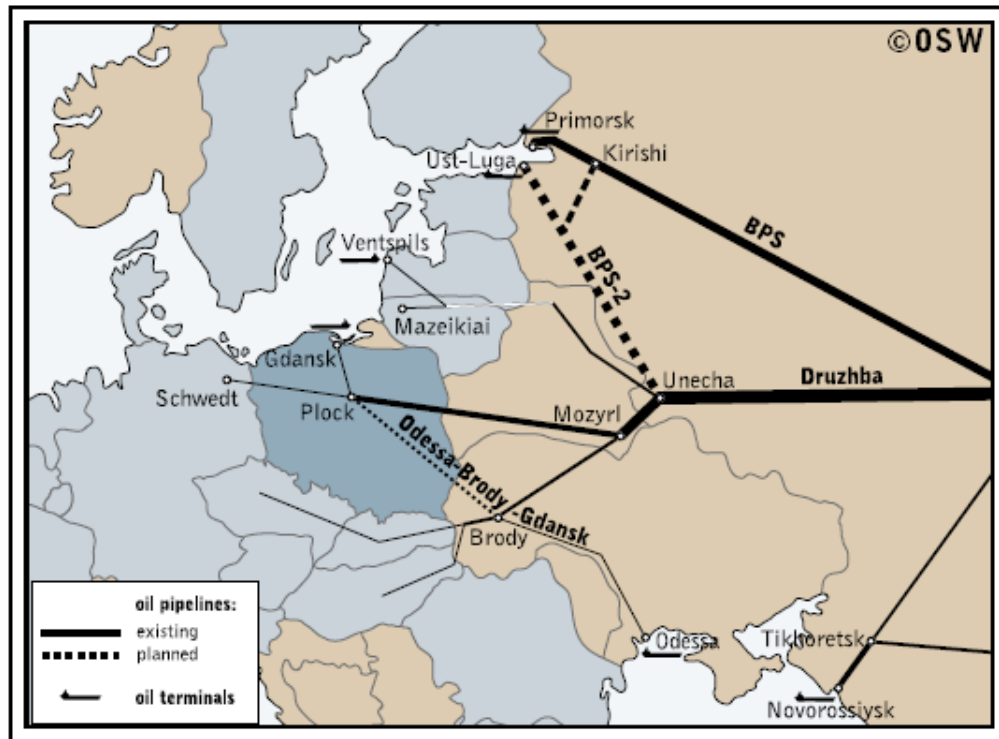 ©OSW
Primorsk
Ust-Luga
Kirishi
BPS
Ventspils
BPS-2
Mazeikiai
Gdansk
Schwedt
Plock
Unecha
Druzhba
Mozyrl
Odessa-Brody-Gdansk
Brody
Odessa
Tikhoretsk
Novorossiysk
oil pipelines:
existing
planned
oil terminals